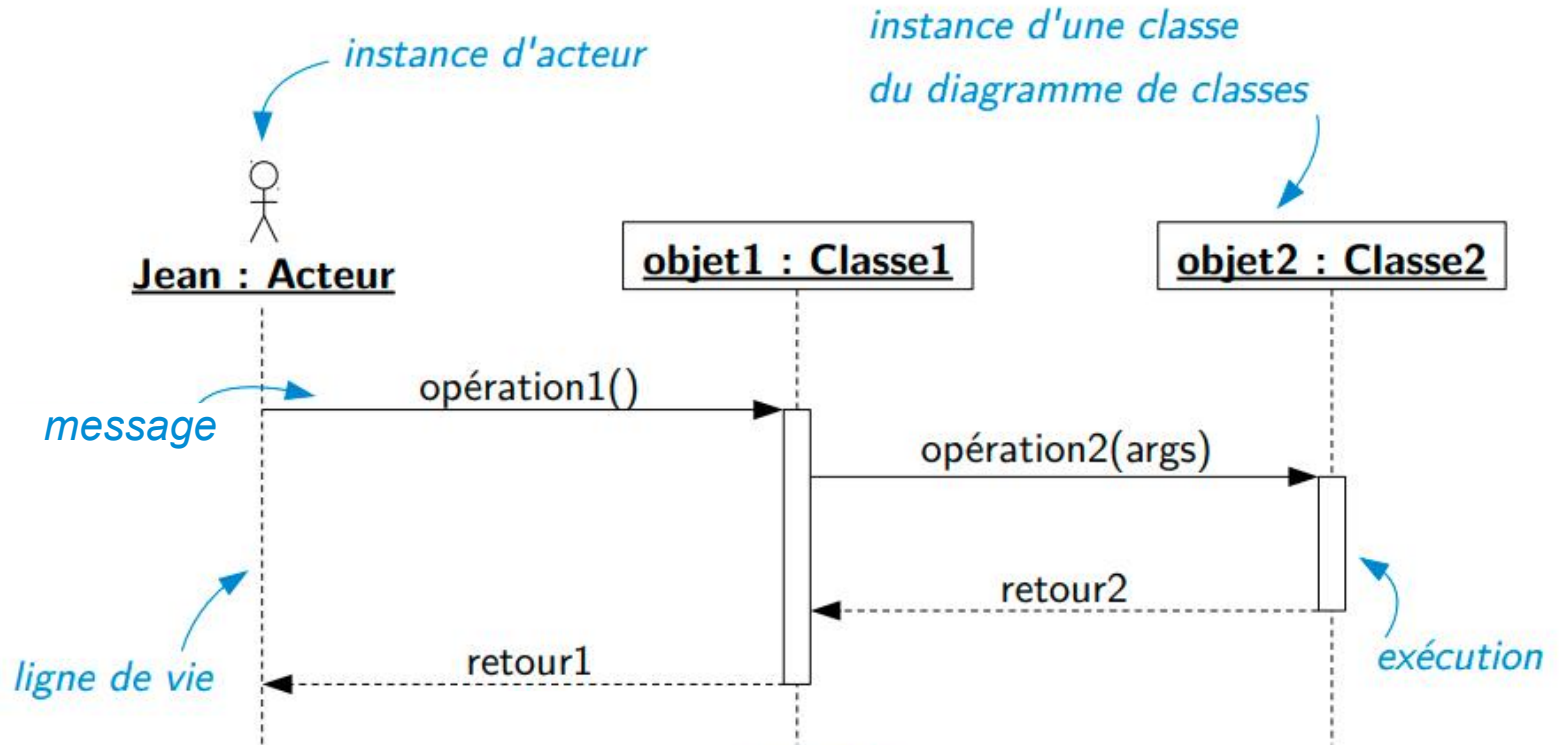 instance d'acteur
instance d'une classe
du diagramme de classes
Jean : Acteur
objet1 : Classe1
objet2 : Classe2
message
opération1()
opération2(args)
retour2
retour1
ligne de vie
exécution